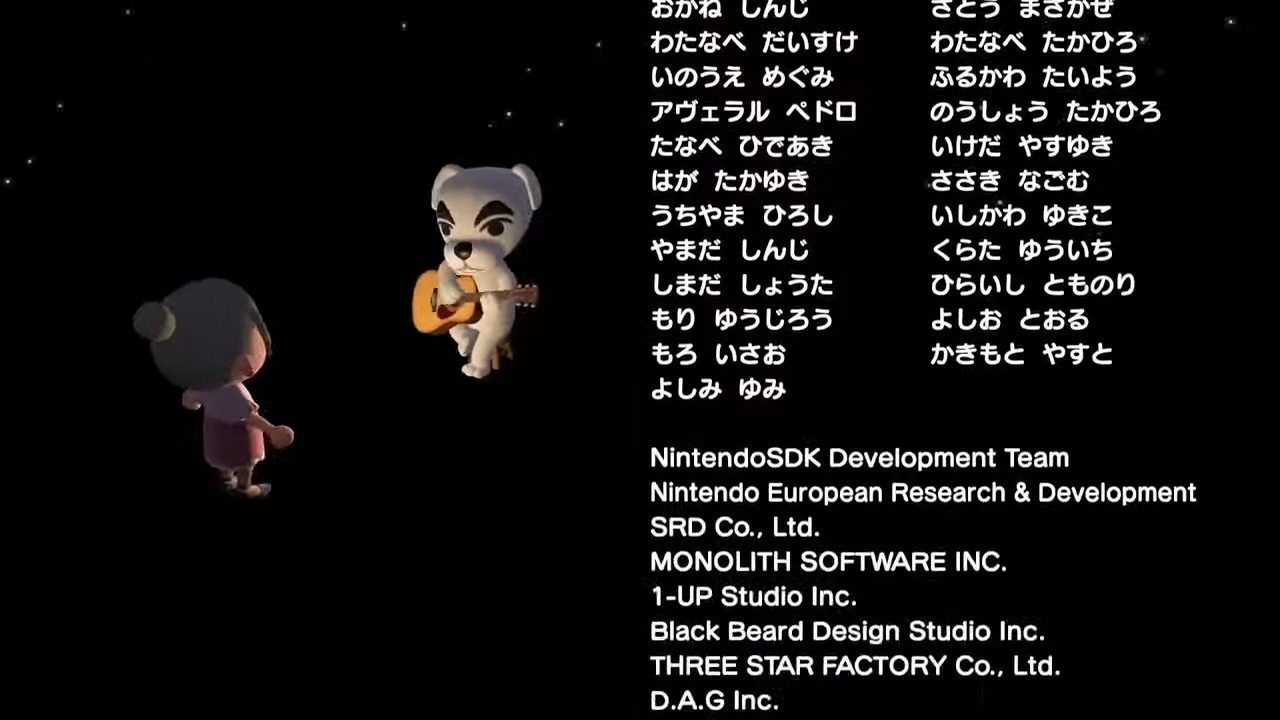 おかね しんじ さとう まさかぜ
わたなべ だいすけ わたなべ たかひろ
いのうえ めぐみ ふるかわ たいよう
アヴェラル ペドロ のうしょう たかひろ
たなべ ひであき いけだ やすゆき
はが たかゆき ささき なごむ
うちやま ひろし いしかわ ゆきこ
やまだ しんじ くらた ゆういち
しまだ しょうた ひらいし とものり
もり ゆうじろう よしお とおる
もろ いさお かきもと やすと
よしみ ゆみ
NintendoSDK Development Team
Nintendo European Research & Development
SRD Co., Ltd.
MONOLITH SOFTWARE INC.
1-UP Studio Inc.
Black Beard Design Studio Inc.
THREE STAR FACTORY Co., Ltd.
D.A.G Inc.